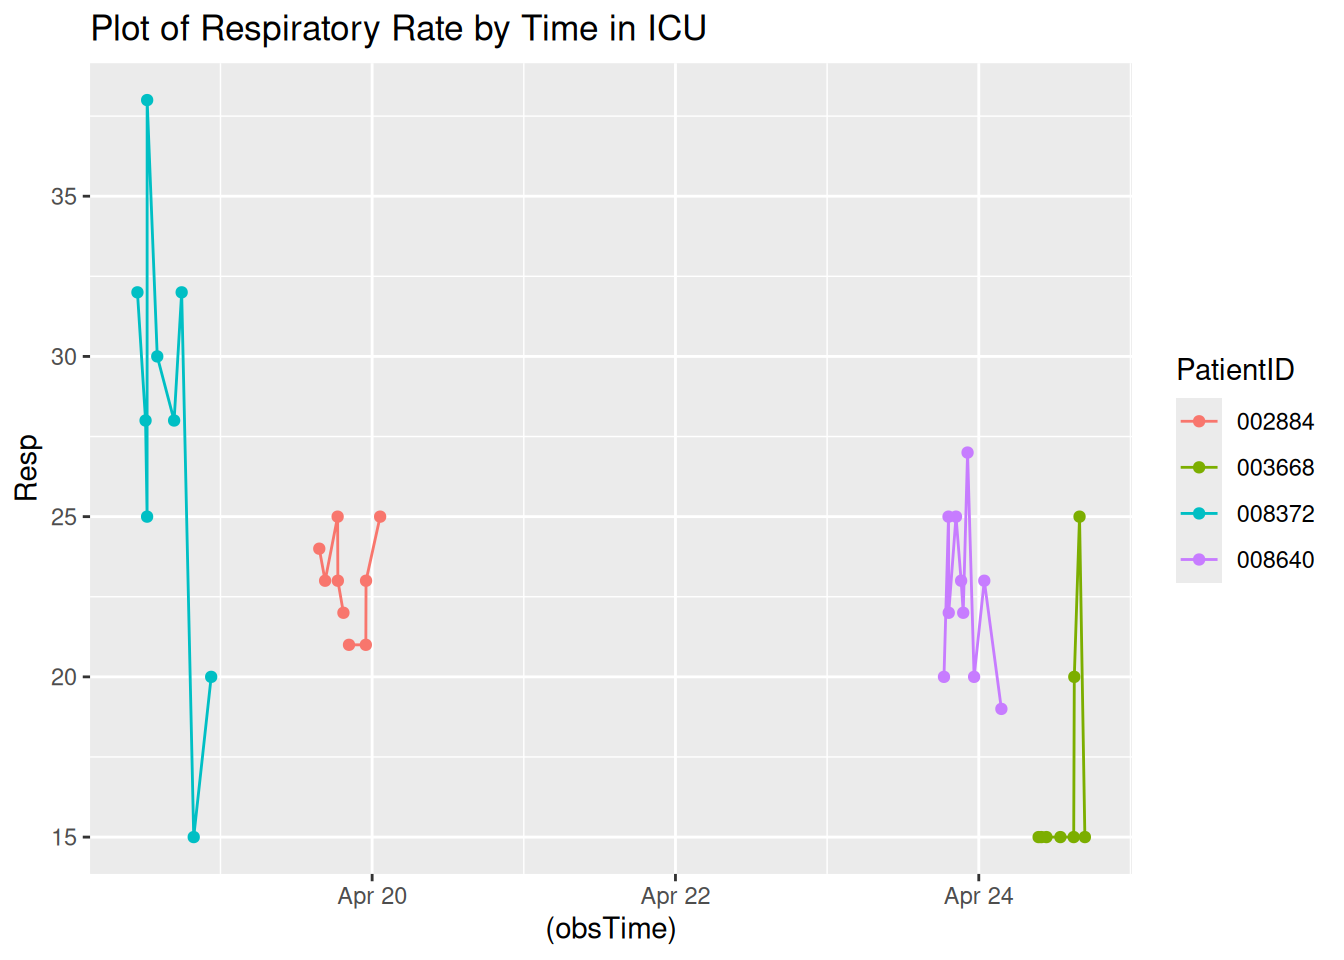 Plot of Respiratory Rate by Time in ICU
Resp
35
30
25
20
15
Apr 20
Apr 22
Apr 24
(obsTime)
PatientID
002884
003668
008372
008640